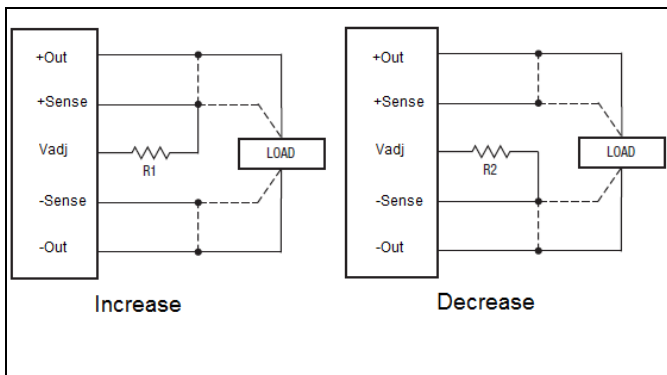 +Out
+Sense
Vadj
R1
-Sense
-Out
LOAD
Increase
+Out
+Sense
Vadj
R2
-Sense
-Out
LOAD
Decrease